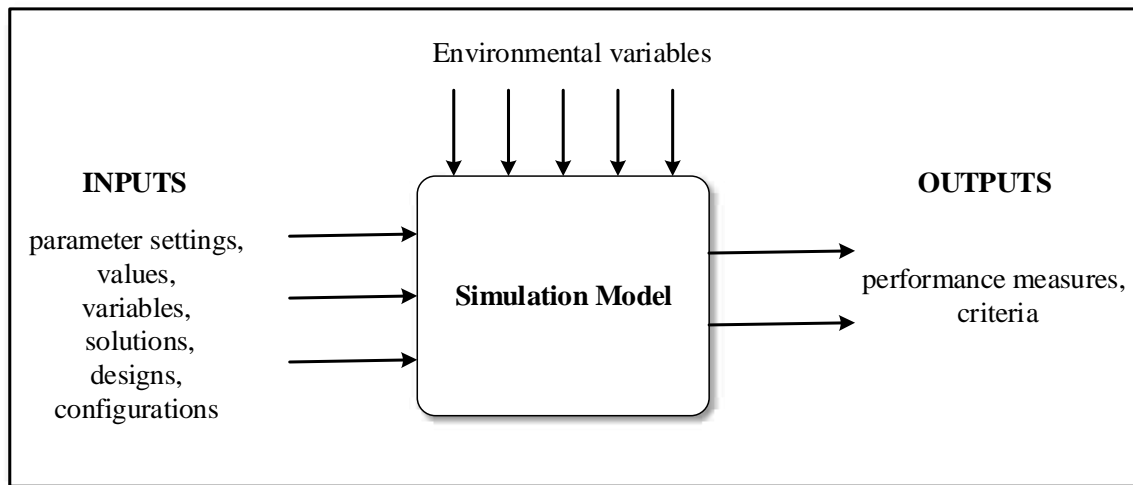 Environmental variables
INPUTS
parameter settings,
values,
variables,
solutions,
designs,
configurations
Simulation Model
OUTPUTS
performance measures,
criteria